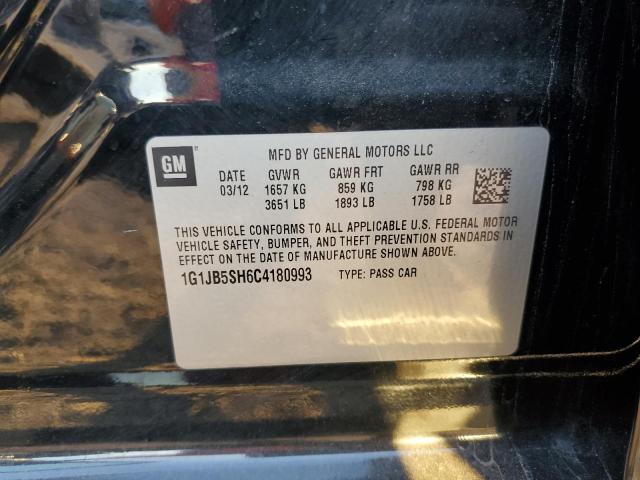 GM
MFD BY GENERAL MOTORS LLC
DATE GVWR GAWR FRT GAWR RR
03/12 1657 KG 859 KG 798 KG
3651 LB 1893 LB 1758 LB
THIS VEHICLE CONFORMS TO ALL APPLICABLE U.S. FEDERAL MOTOR
VEHICLE SAFETY, BUMPER, AND THEFT PREVENTION STANDARDS IN
EFFECT ON THE DATE OF MANUFACTURE SHOWN ABOVE.
1G1JB5SH6C4180993 TYPE: PASS CAR